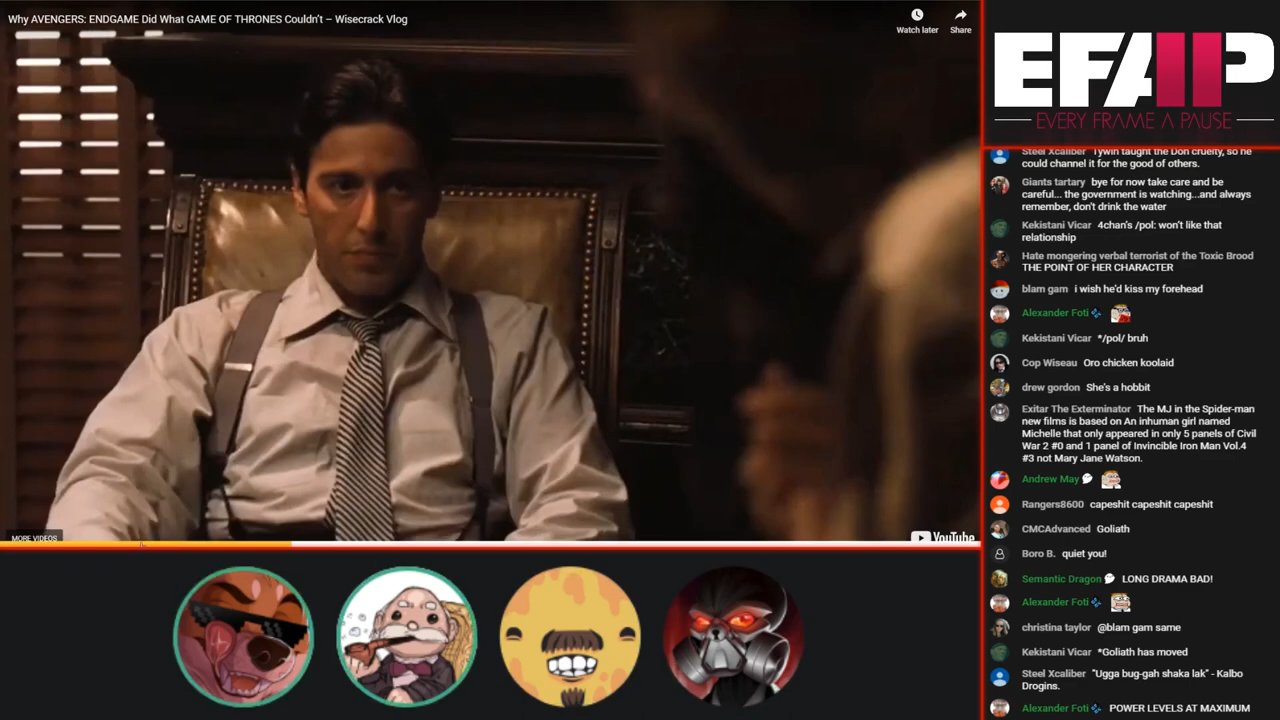 Why AVENGERS: ENDGAME Did What GAME OF THRONES Couldn't – Wisecrack Vlog
Watch later
Share
MORE VIDEOS
YouTube
EFAP
EVERY FRAME A PAUSE
Steel Xcaliber Tywin taught the Don cruelty, so he
could channel it for the good of others.
Giants tartary bye for now take care and be
careful... the government is watching...and always
remember, don't drink the water
Kekistani Vicar 4chan's /pol: won't like that
relationship
Hate mongering verbal terrorist of the Toxic Brood
THE POINT OF HER CHARACTER
blam gam i wish he'd kiss my forehead
Alexander Foti
Kekistani Vicar */pol/ bruh
Cop Wiseau Oro chicken koolaid
drew gordon She's a hobbit
Exitar The Exterminator The MJ in the Spider-man
new films is based on An inhuman girl named
Michelle that only appeared in only 5 panels of Civil
War 2 #0 and 1 panel of Invincible Iron Man Vol.4
#3 not Mary Jane Watson.
Andrew May
Rangers8600 capeshit capeshit capeshit
CMCAdvanced Goliath
Boro B. quiet you!
Semantic Dragon LONG DRAMA BAD!
Alexander Foti
christina taylor @blam gam same
Kekistani Vicar *Goliath has moved
Steel Xcaliber "Ugga bug-gah shaka lak" - Kalbo
Drogins.
Alexander Foti POWER LEVELS AT MAXIMUM